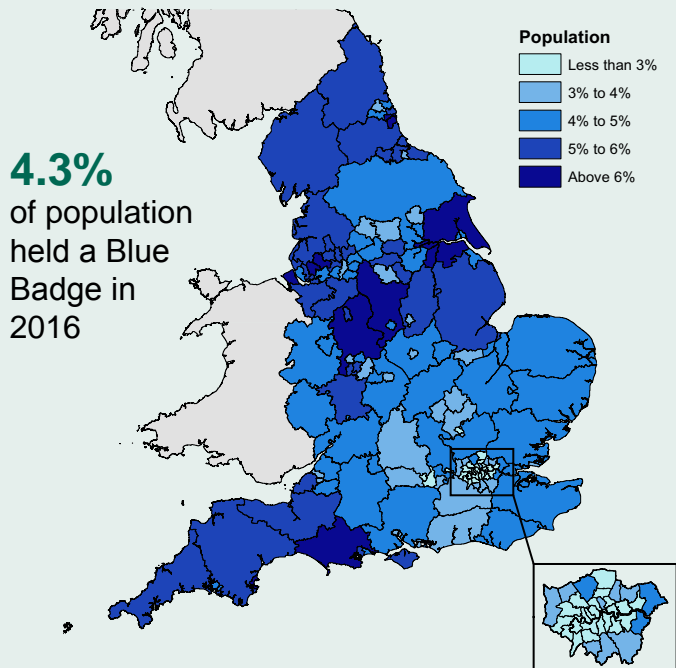 Population
Less than 3%
3% to 4%
4% to 5%
5% to 6%
Above 6%
4.3%
of population
held a Blue
Badge in
2016